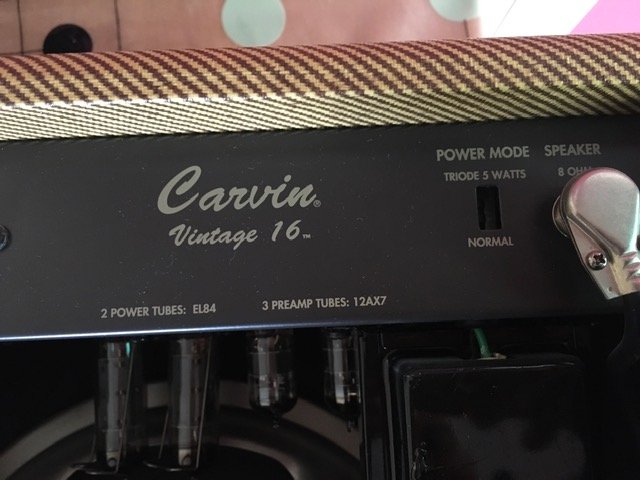 POWER MODE SPEAKER
TRIODE 5 WATTS 8 OHM
Carvin®
Vintage 16™
NORMAL
2 POWER TUBES: EL84 3 PREAMP TUBES: 12AX7